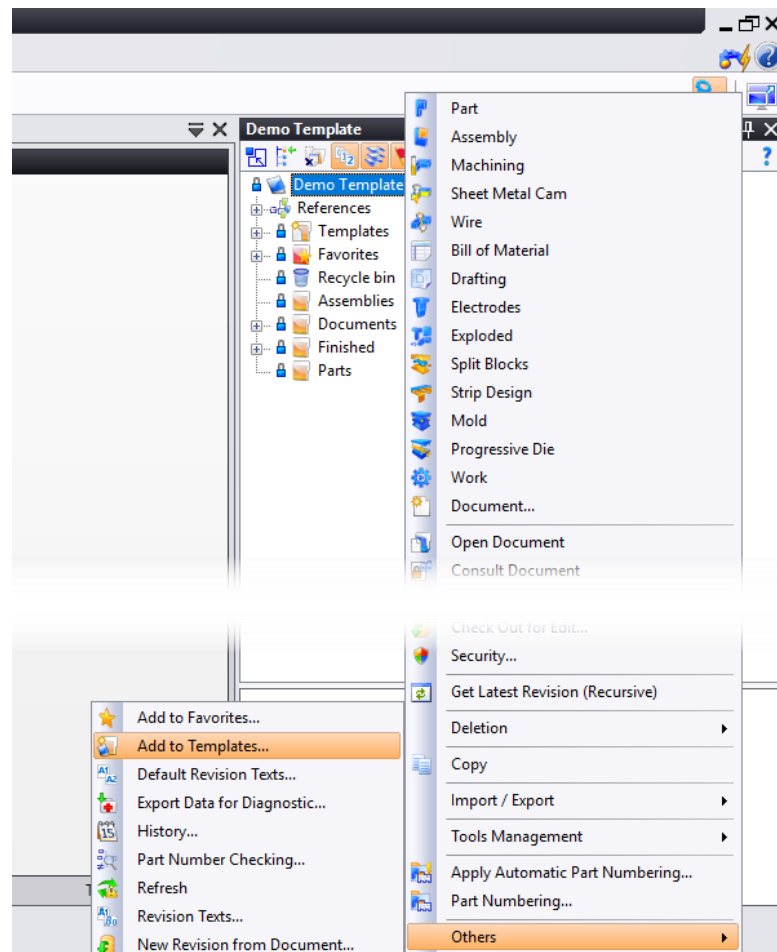 Demo Template
Demo Template
References
Templates
Favorites
Recycle bin
Assemblies
Documents
Finished
Parts
Part
Assembly
Machining
Sheet Metal Cam
Wire
Bill of Material
Drafting
Electrodes
Exploded
Split Blocks
Strip Design
Mold
Progressive Die
Work
Document...
Open Document
Consult Document
Check Out for Edit...
Security...
Get Latest Revision (Recursive)
Deletion
Copy
Import / Export
Tools Management
Apply Automatic Part Numbering...
Part Numbering...
Others
Add to Favorites...
Add to Templates...
Default Revision Texts...
Export Data for Diagnostic...
History...
Part Number Checking...
Refresh
Revision Texts...
New Revision from Document...